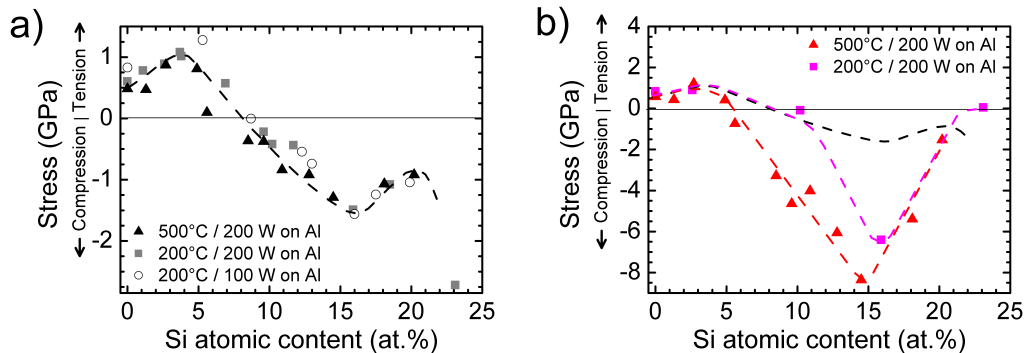 a)
Compression | Tension
Stress (GPa)
1
0
-1
-2
500°C / 200 W on Al
200°C / 200 W on Al
200°C / 100 W on Al
0 5 10 15 20 25
Si atomic content (at.%)
b)
Compression | Tension
Stress (GPa)
4
2
0
-2
-4
-6
-8
500°C / 200 W on Al
200°C / 200 W on Al
0 5 10 15 20 25
Si atomic content (at.%)